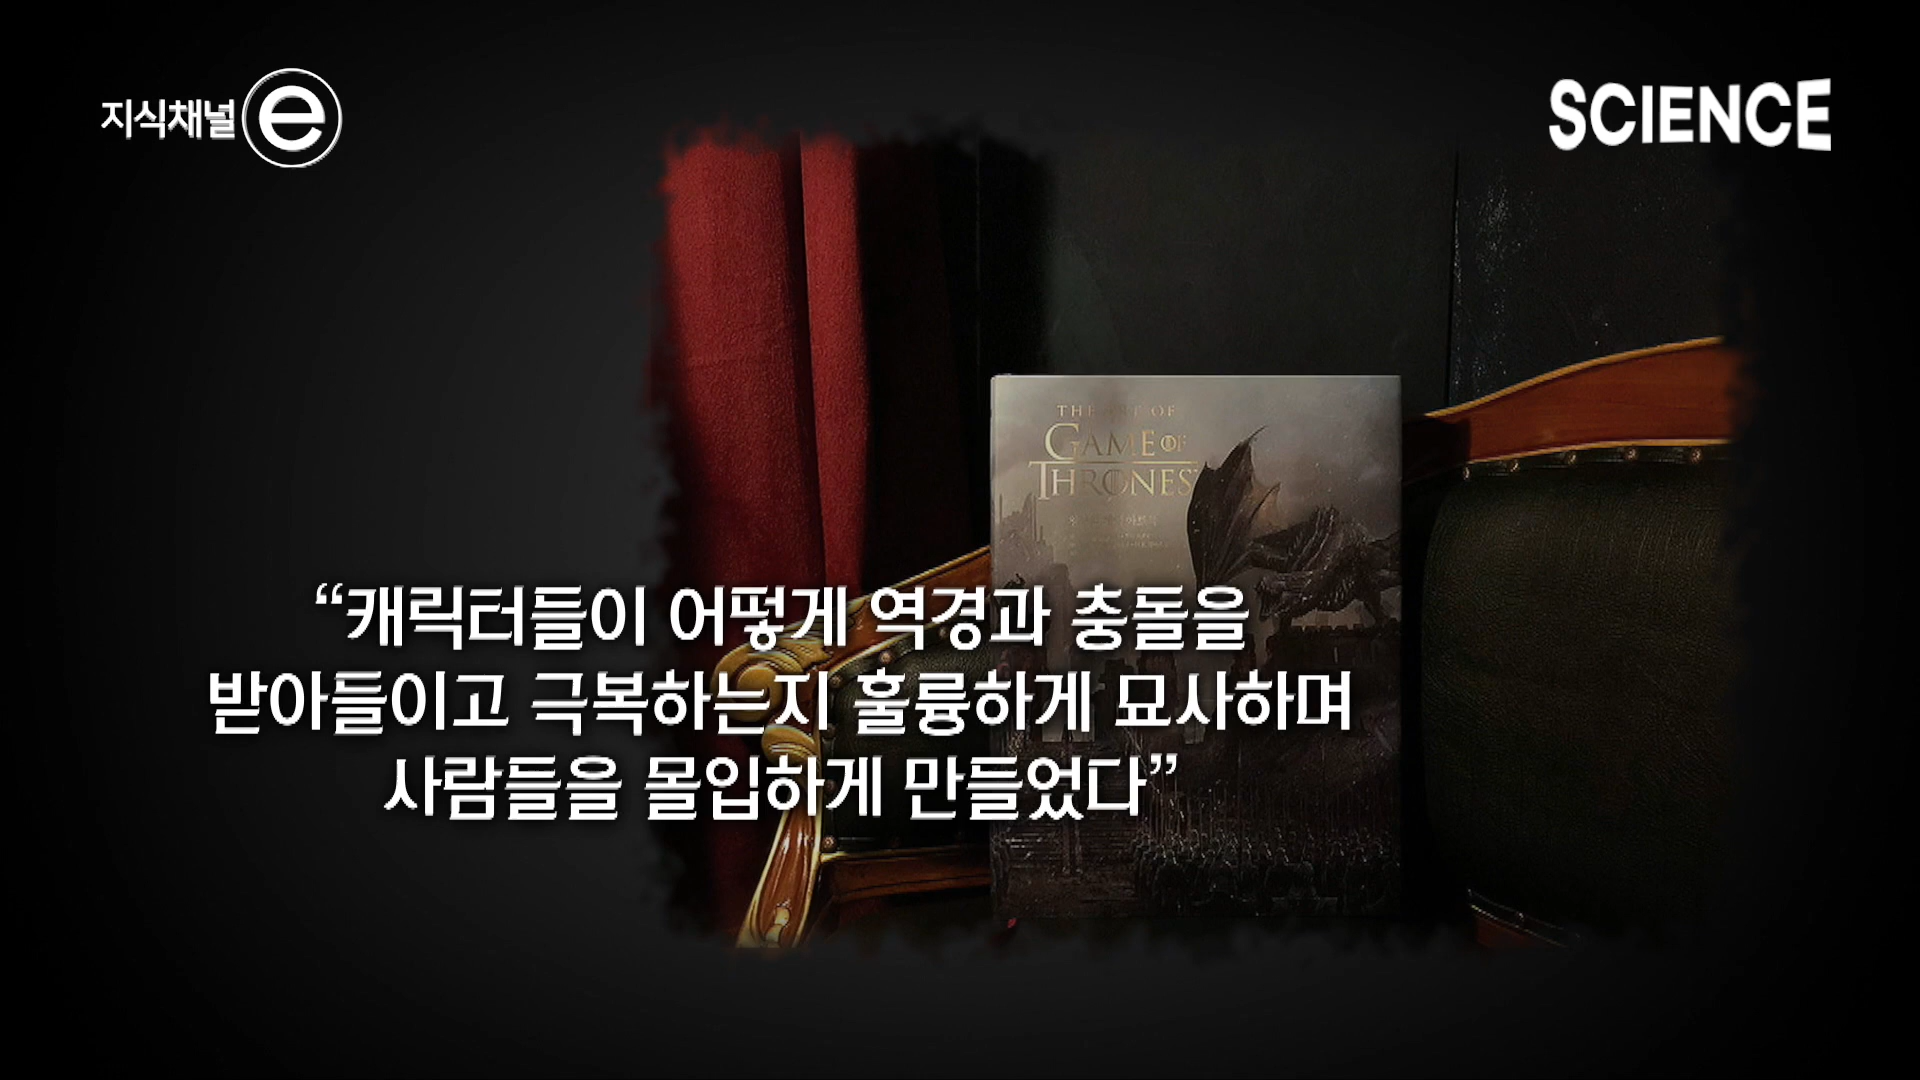 지식채널 e
SCIENCE
THE ART OF
GAME OF
THRONES
“캐릭터들이 어떻게 역경과 충돌을
받아들이고 극복하는지 훌륭하게 묘사하며
사람들을 몰입하게 만들었다”